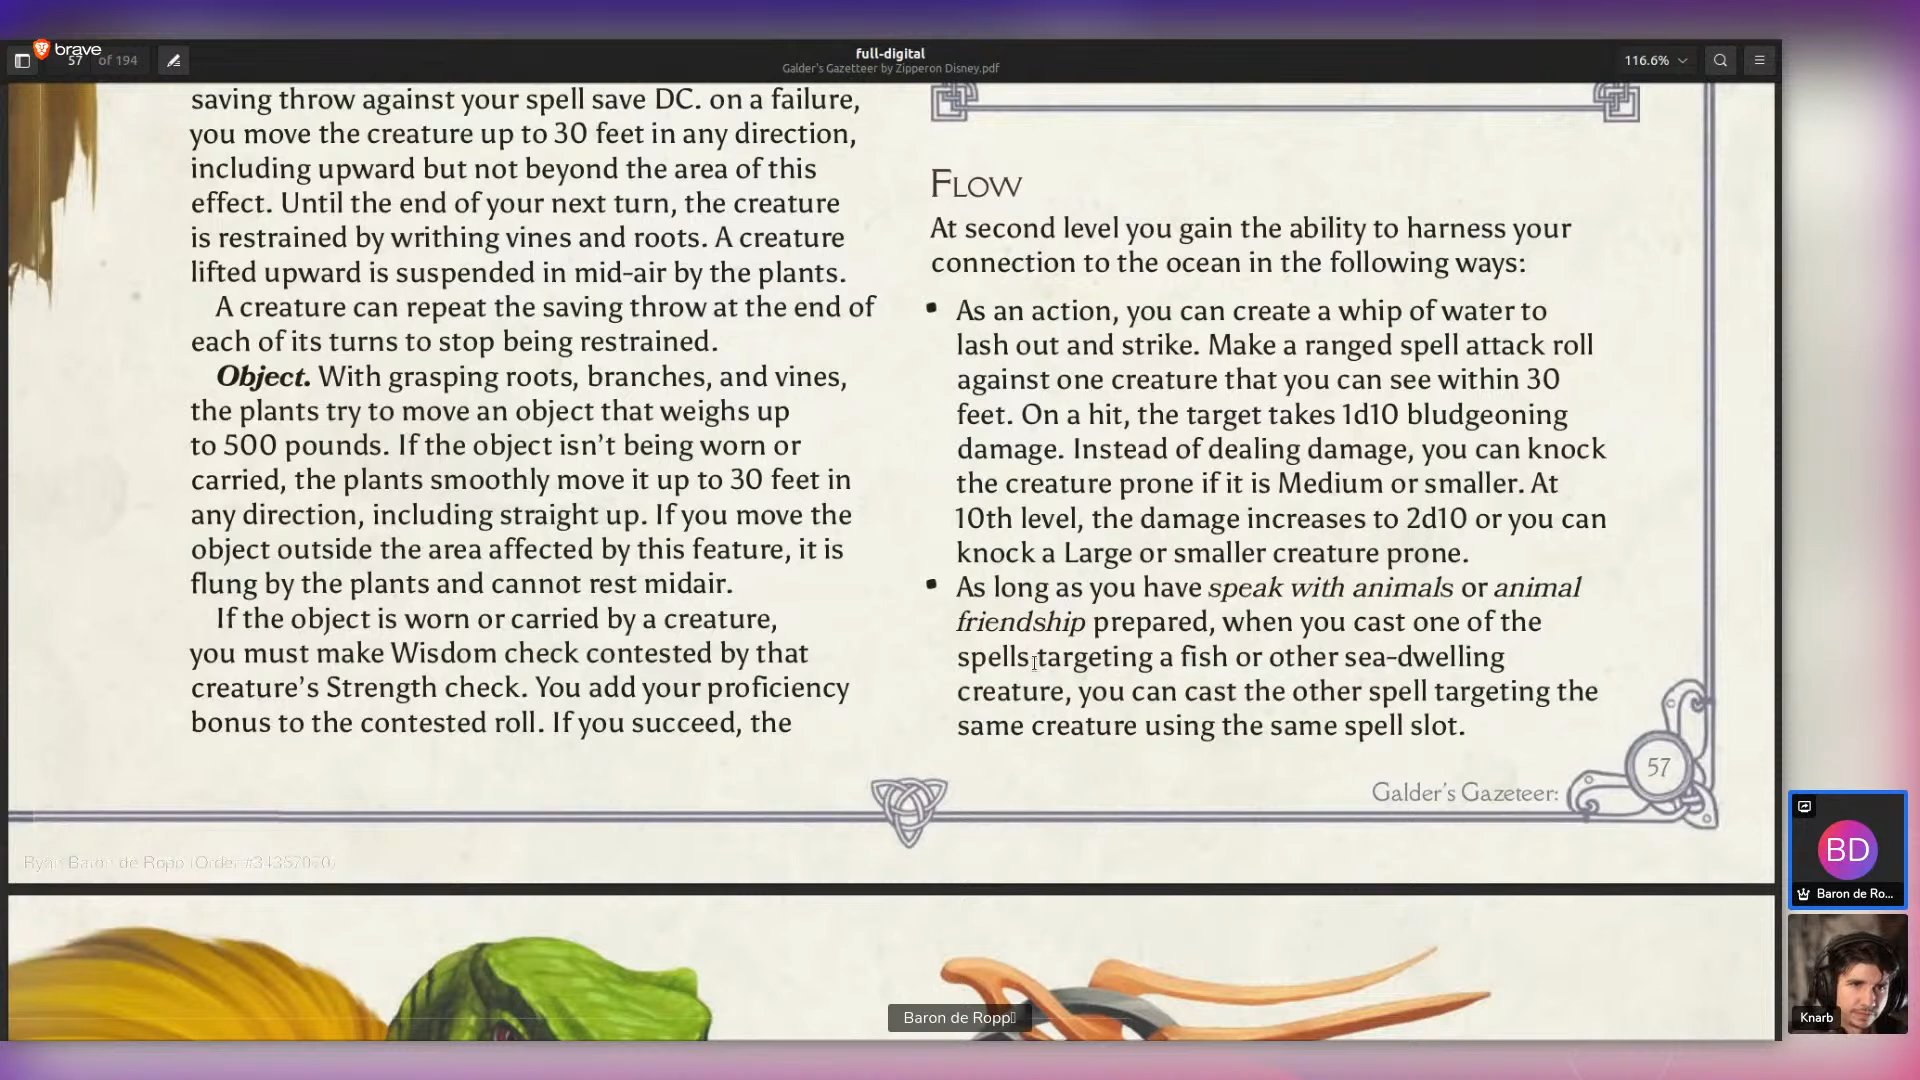 brave
57 of 194
full-digital
Galder's Gazetteer by Zipperon Disney.pdf
116.6%
saving throw against your spell save DC. on a failure,
you move the creature up to 30 feet in any direction,
including upward but not beyond the area of this
effect. Until the end of your next turn, the creature
is restrained by writhing vines and roots. A creature
lifted upward is suspended in mid-air by the plants.
A creature can repeat the saving throw at the end of
each of its turns to stop being restrained.
Object. With grasping roots, branches, and vines,
the plants try to move an object that weighs up
to 500 pounds. If the object isn't being worn or
carried, the plants smoothly move it up to 30 feet in
any direction, including straight up. If you move the
object outside the area affected by this feature, it is
flung by the plants and cannot rest midair.
If the object is worn or carried by a creature,
you must make Wisdom check contested by that
creature's Strength check. You add your proficiency
bonus to the contested roll. If you succeed, the
Flow
At second level you gain the ability to harness your
connection to the ocean in the following ways:
• As an action, you can create a whip of water to
lash out and strike. Make a ranged spell attack roll
against one creature that you can see within 30
feet. On a hit, the target takes 1d10 bludgeoning
damage. Instead of dealing damage, you can knock
the creature prone if it is Medium or smaller. At
10th level, the damage increases to 2d10 or you can
knock a Large or smaller creature prone.
• As long as you have speak with animals or animal
friendship prepared, when you cast one of the
spells targeting a fish or other sea-dwelling
creature, you can cast the other spell targeting the
same creature using the same spell slot.
Galder's Gazeteer:
57
Baron de Ropp
BD
Baron de Ro...
Knarb